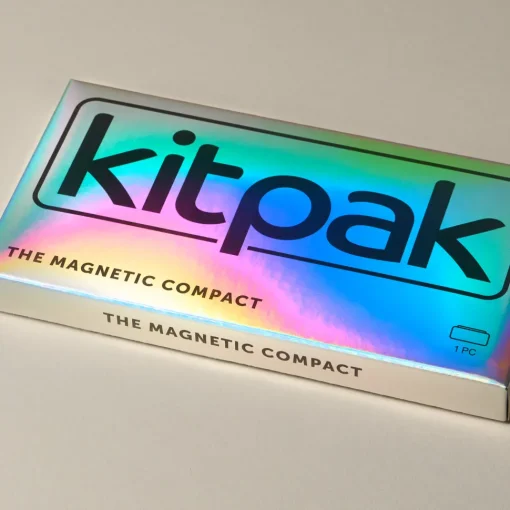 kitpak
THE MAGNETIC COMPACT
1 PC
THE MAGNETIC COMPACT